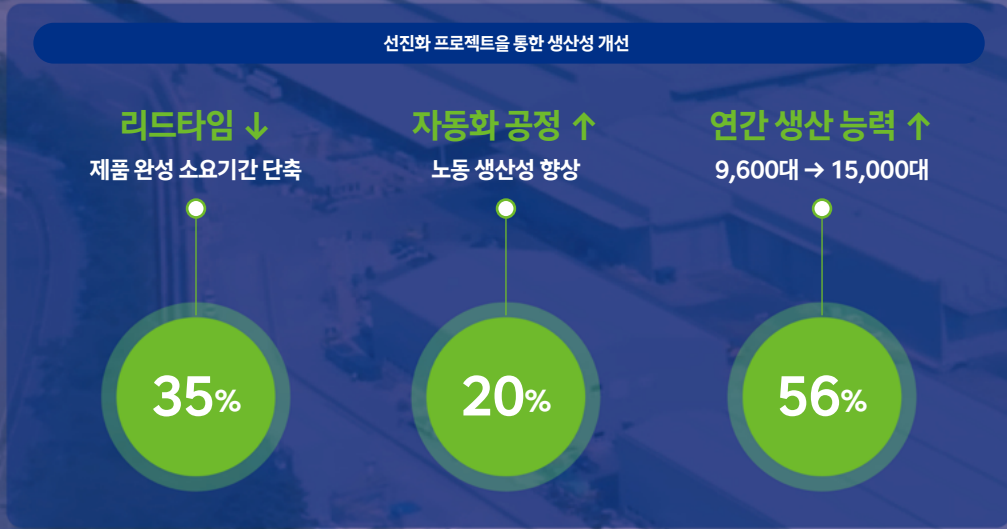 선진화 프로젝트을 통한 생산성 개선
리드타임 ↓
제품 완성 소요기간 단축
35%
자동화 공정 ↑
노동 생산성 향상
20%
연간 생산 능력 ↑
9,600대 → 15,000대
56%